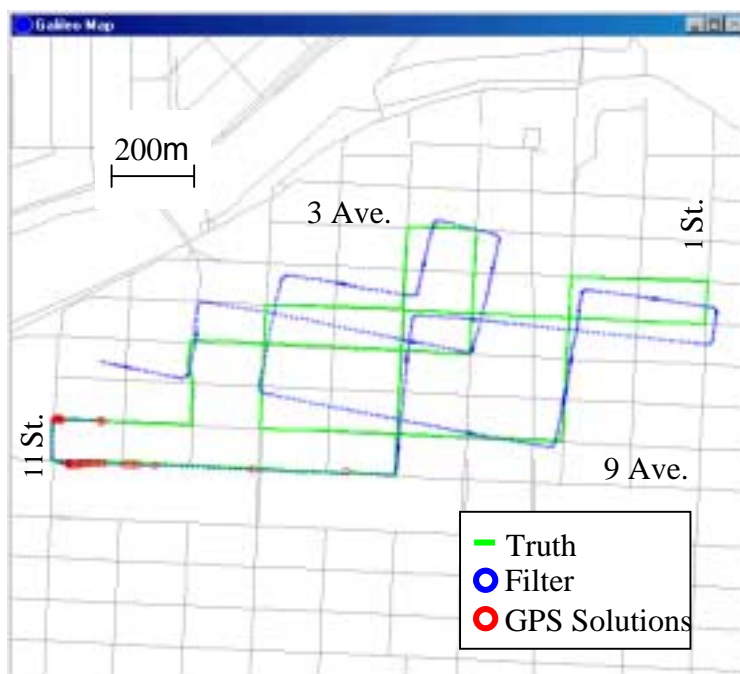 Galileo Map
200m
3 Ave.
1 St.
11 St.
9 Ave.
Truth
Filter
GPS Solutions